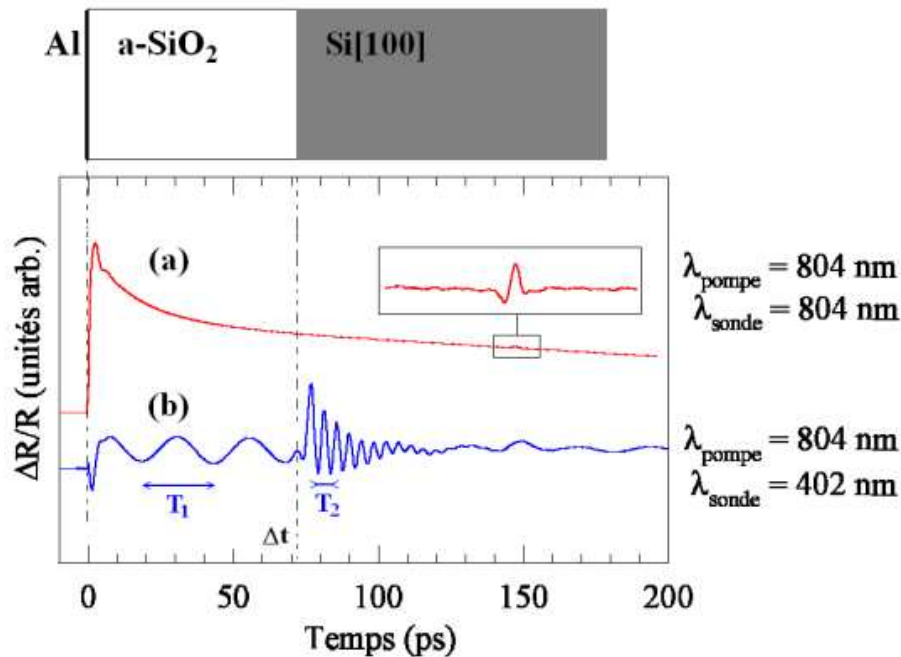 Al a-SiO₂ Si[100]
(a)
λpompe = 804 nm
λsonde = 804 nm
(b)
λpompe = 804 nm
λsonde = 402 nm
T₁
T₂
Δt
ΔR/R (unités arb.)
0 50 100 150 200
Temps (ps)